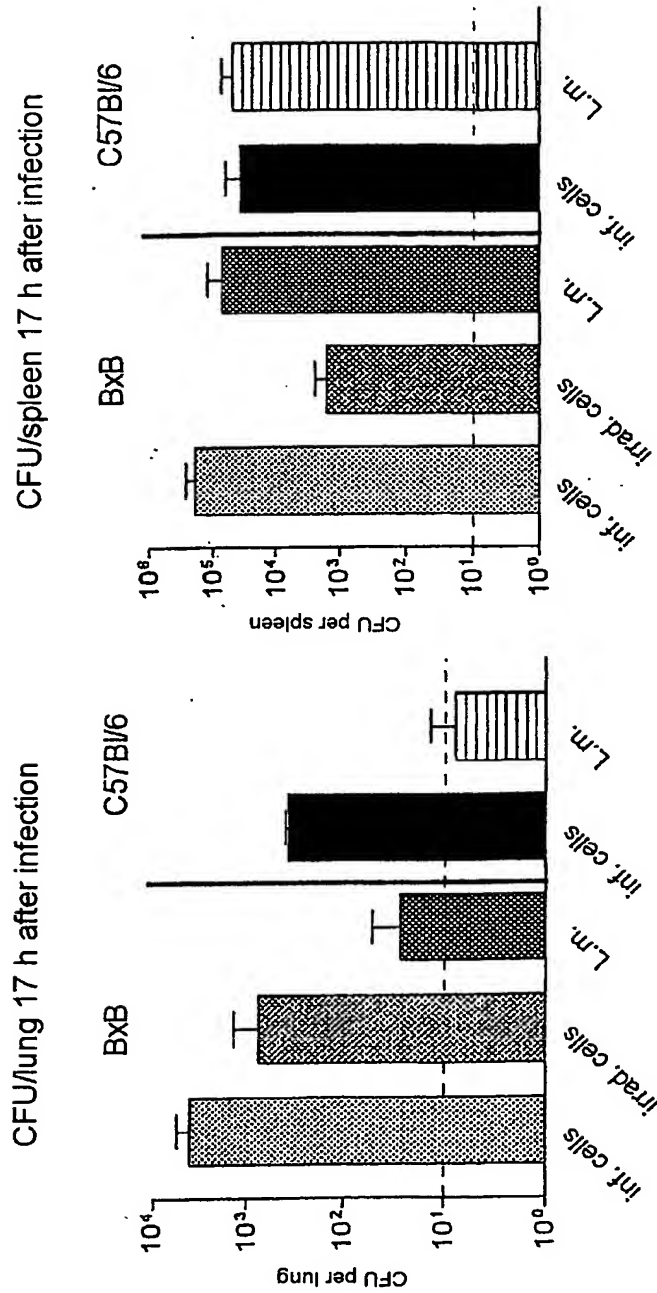 CFU/lung 17 h after infection
BxB
C57Bl/6
CFU per lung
10⁴
10³
10²
10¹
10⁰
inf. cells
irrad. cells
L.m.
inf. cells
L.m.
CFU/spleen 17 h after infection
BxB
C57Bl/6
CFU per spleen
10⁸
10⁵
10⁴
10³
10²
10¹
10⁰
inf. cells
irrad. cells
L.m.
inf. cells
L.m.